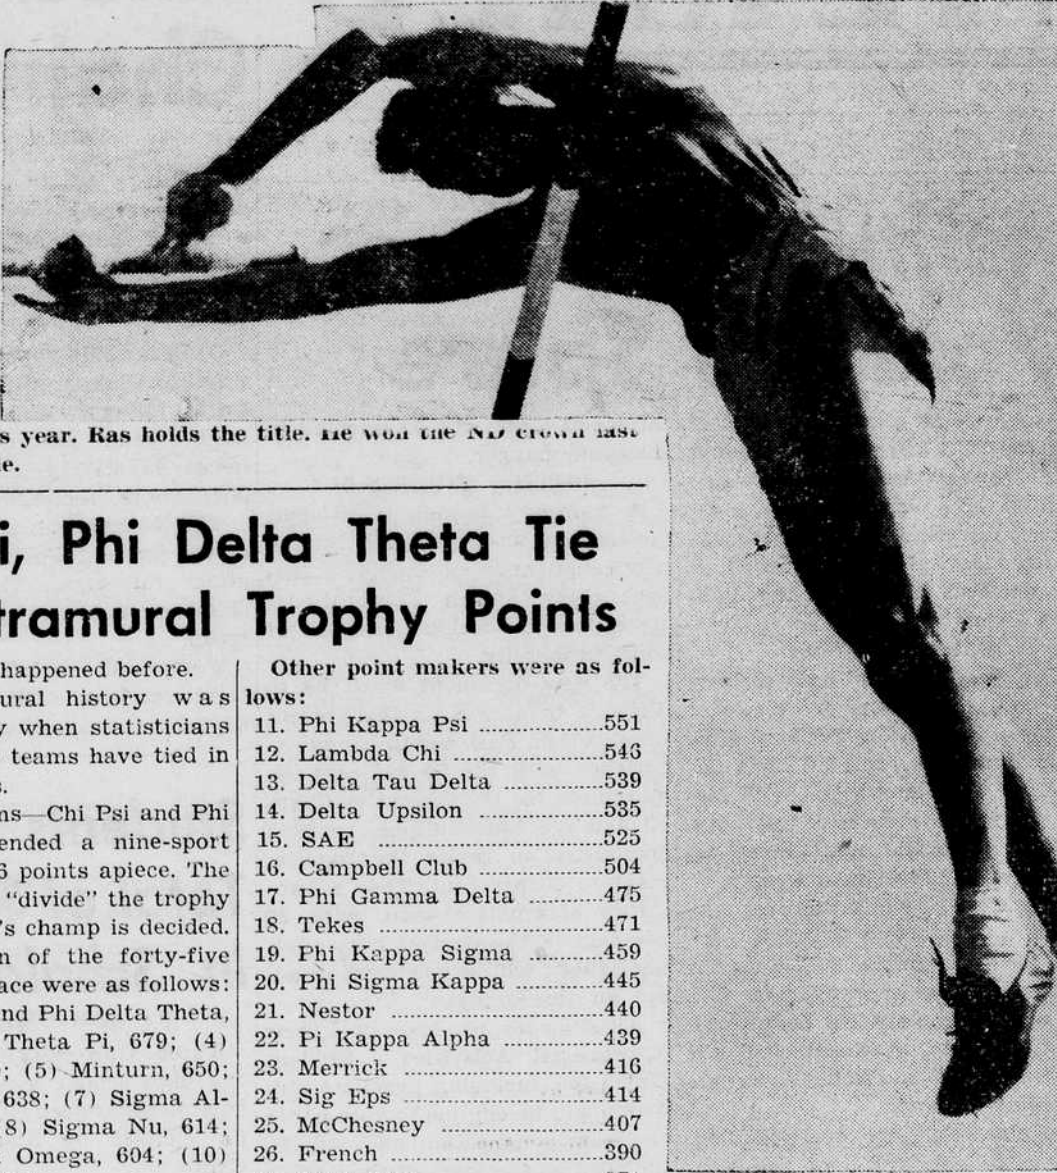 s year. Ras holds the title. He won the ND crown last
e.
i, Phi Delta Theta Tie
tramural Trophy Points
happened before.
ural history was
y when statisticians
teams have tied in
s.
ns—Chi Psi and Phi
ended a nine-sport
6 points apiece. The
"divide" the trophy
's champ is decided.
n of the forty-five
ace were as follows:
nd Phi Delta Theta,
Theta Pi, 679; (4)
; (5) Minturn, 650;
638; (7) Sigma Al-
8) Sigma Nu, 614;
Omega, 604; (10)
Other point makers were as fol-
lows:
11. Phi Kappa Psi ..................551
12. Lambda Chi ......................546
13. Delta Tau Delta ...............539
14. Delta Upsilon ..................535
15. SAE ................................525
16. Campbell Club ..................504
17. Phi Gamma Delta ...........475
18. Tekes ................................471
19. Phi Kappa Sigma ...........459
20. Phi Sigma Kappa .............445
21. Nestor ..............................440
22. Pi Kappa Alpha ...............439
23. Merrick ............................416
24. Sig Eps ............................414
25. McChesney ......................407
26. French ..............................390